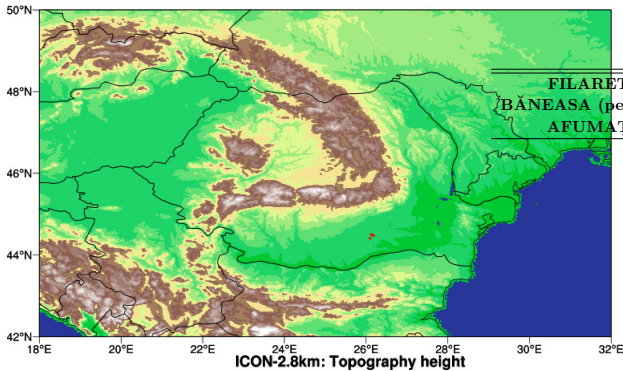 50°N
48°N
46°N
44°N
42°N
FILARET
BĂNEASA (pe
AFUMAT
18°E 20°E 22°E 24°E 26°E 28°E 30°E 32°E
ICON-2.8km: Topography height